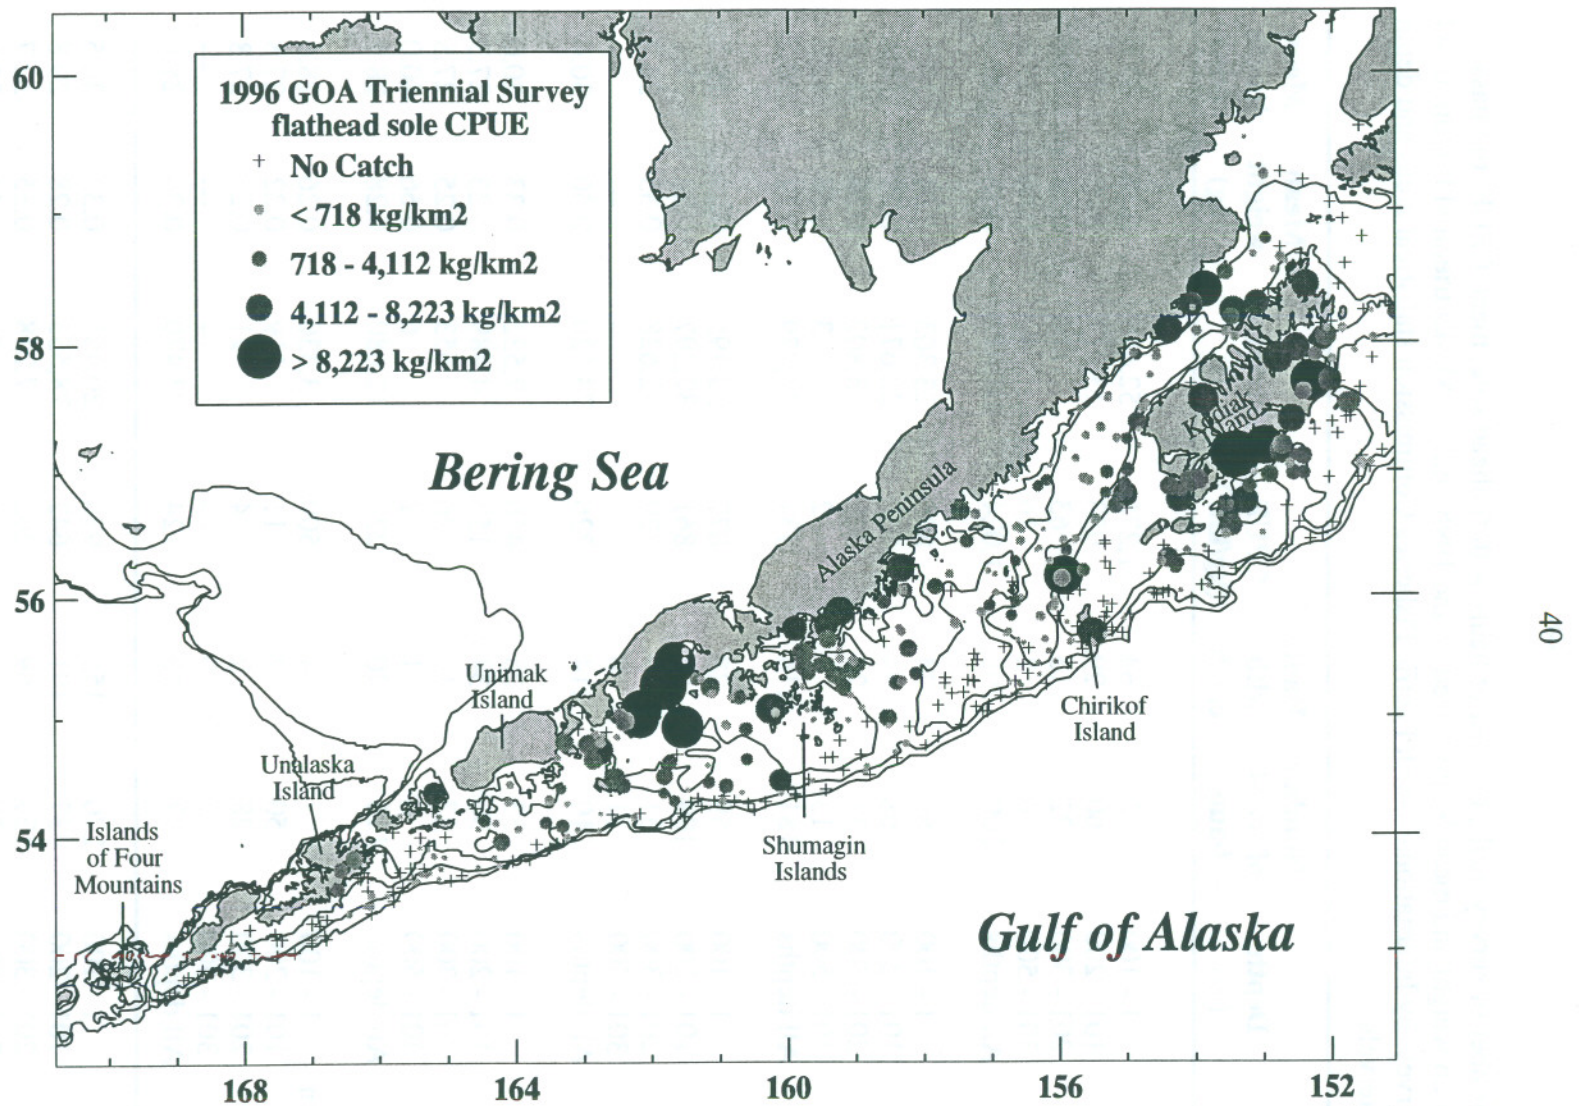 60
58
56
54
1996 GOA Triennial Survey
flathead sole CPUE
No Catch
< 718 kg/km2
718 - 4,112 kg/km2
4,112 - 8,223 kg/km2
> 8,223 kg/km2
Bering Sea
Alaska Peninsula
Kodiak
Island
Unimak
Island
Unalaska
Island
Islands
of Four
Mountains
Chirikof
Island
Shumagin
Islands
Gulf of Alaska
168
164
160
156
152
40